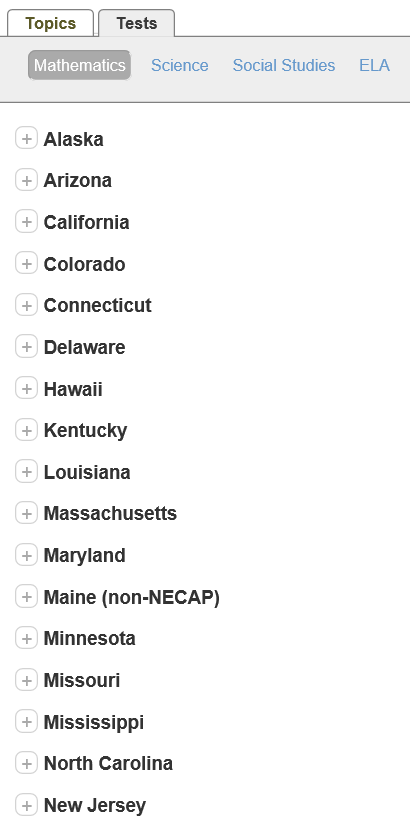 Topics Tests
Mathematics Science Social Studies ELA
+ Alaska
+ Arizona
+ California
+ Colorado
+ Connecticut
+ Delaware
+ Hawaii
+ Kentucky
+ Louisiana
+ Massachusetts
+ Maryland
+ Maine (non-NECAP)
+ Minnesota
+ Missouri
+ Mississippi
+ North Carolina
+ New Jersey